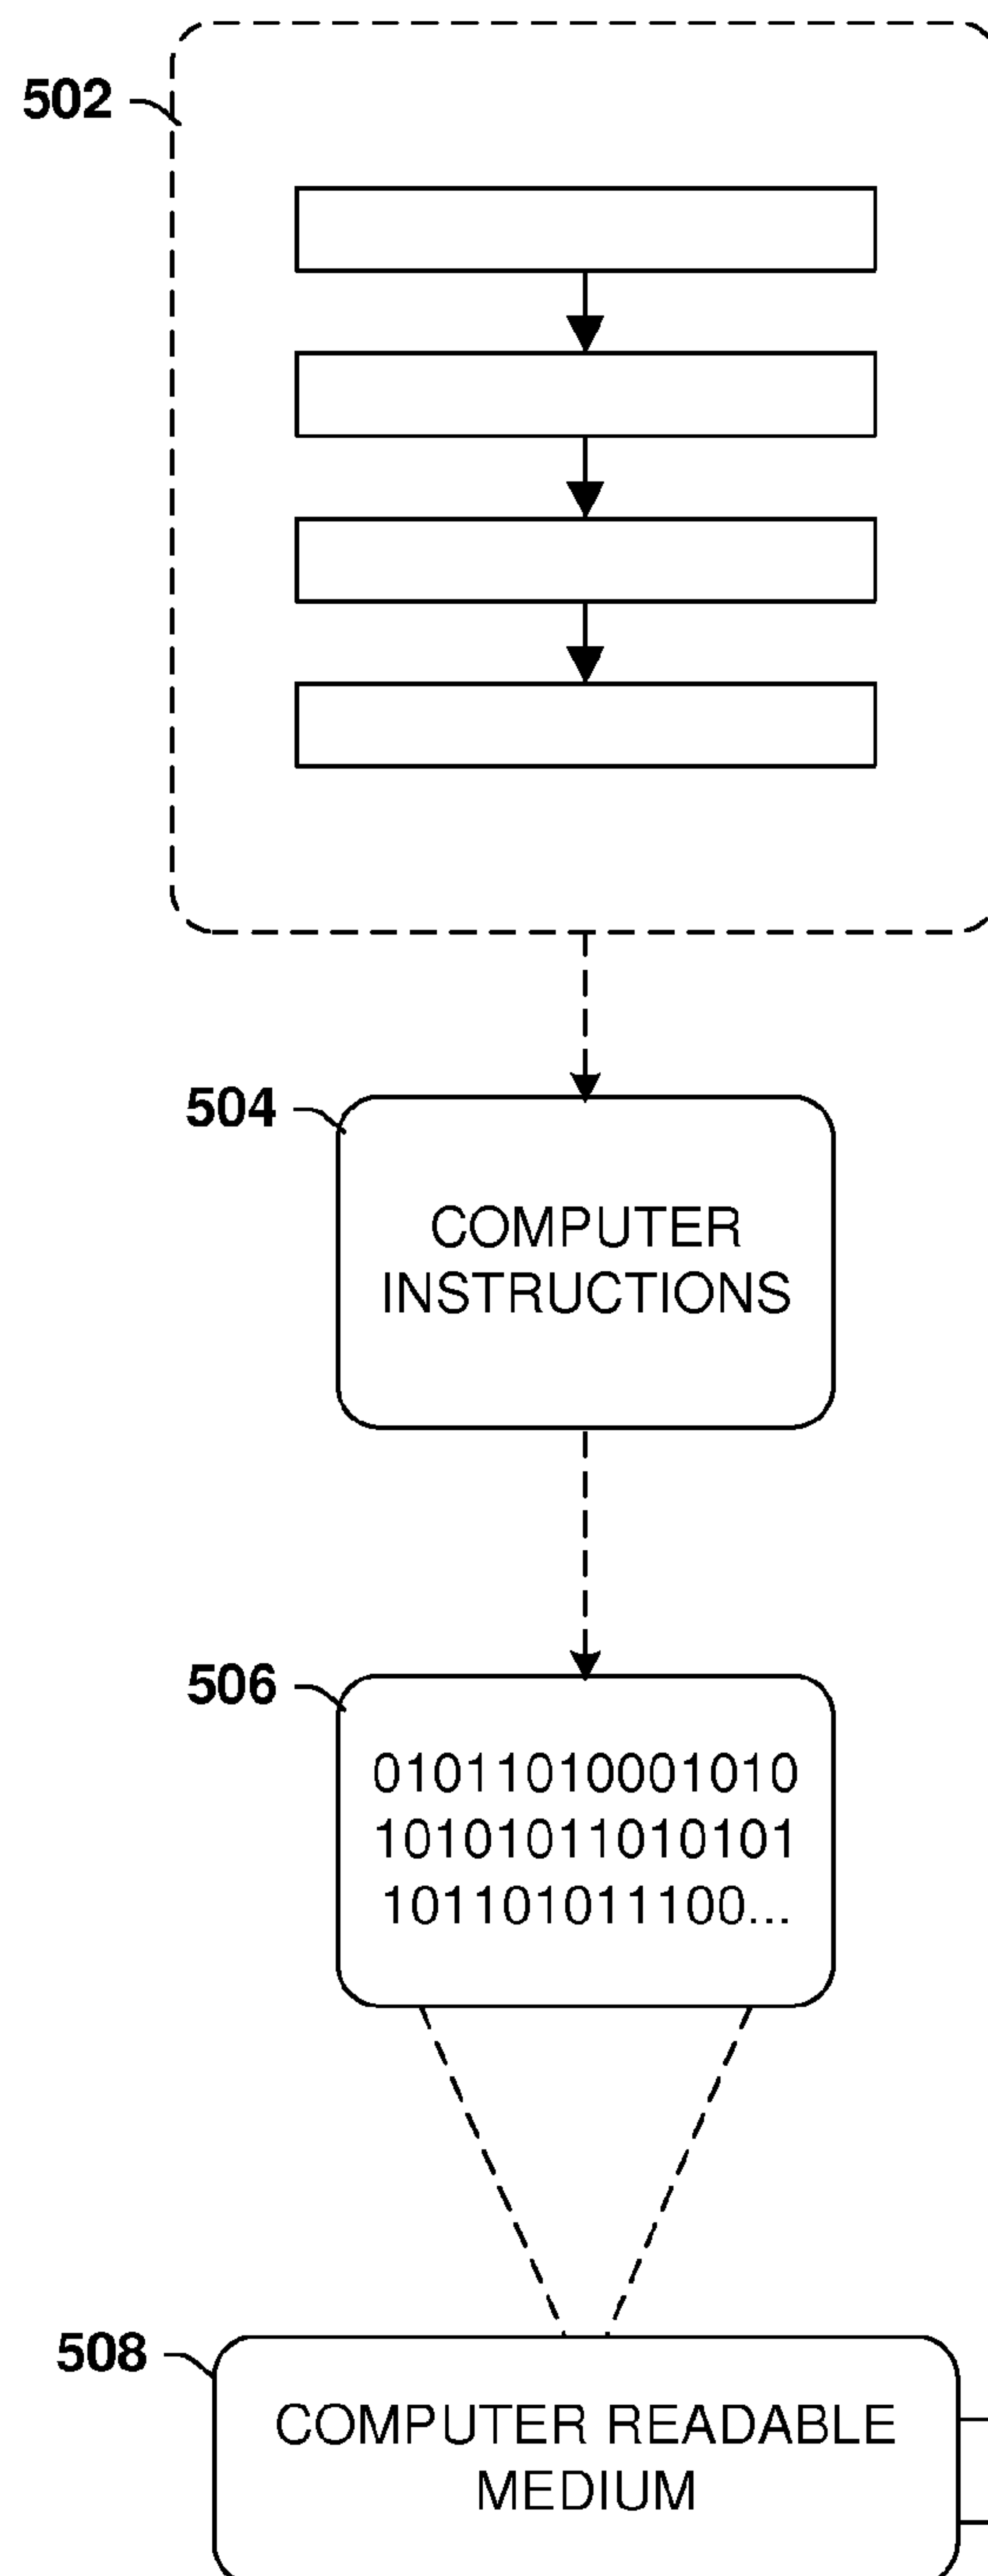 502
504
COMPUTER
INSTRUCTIONS
506
01011010001010
10101011010101
101101011100...
508
COMPUTER READABLE
MEDIUM